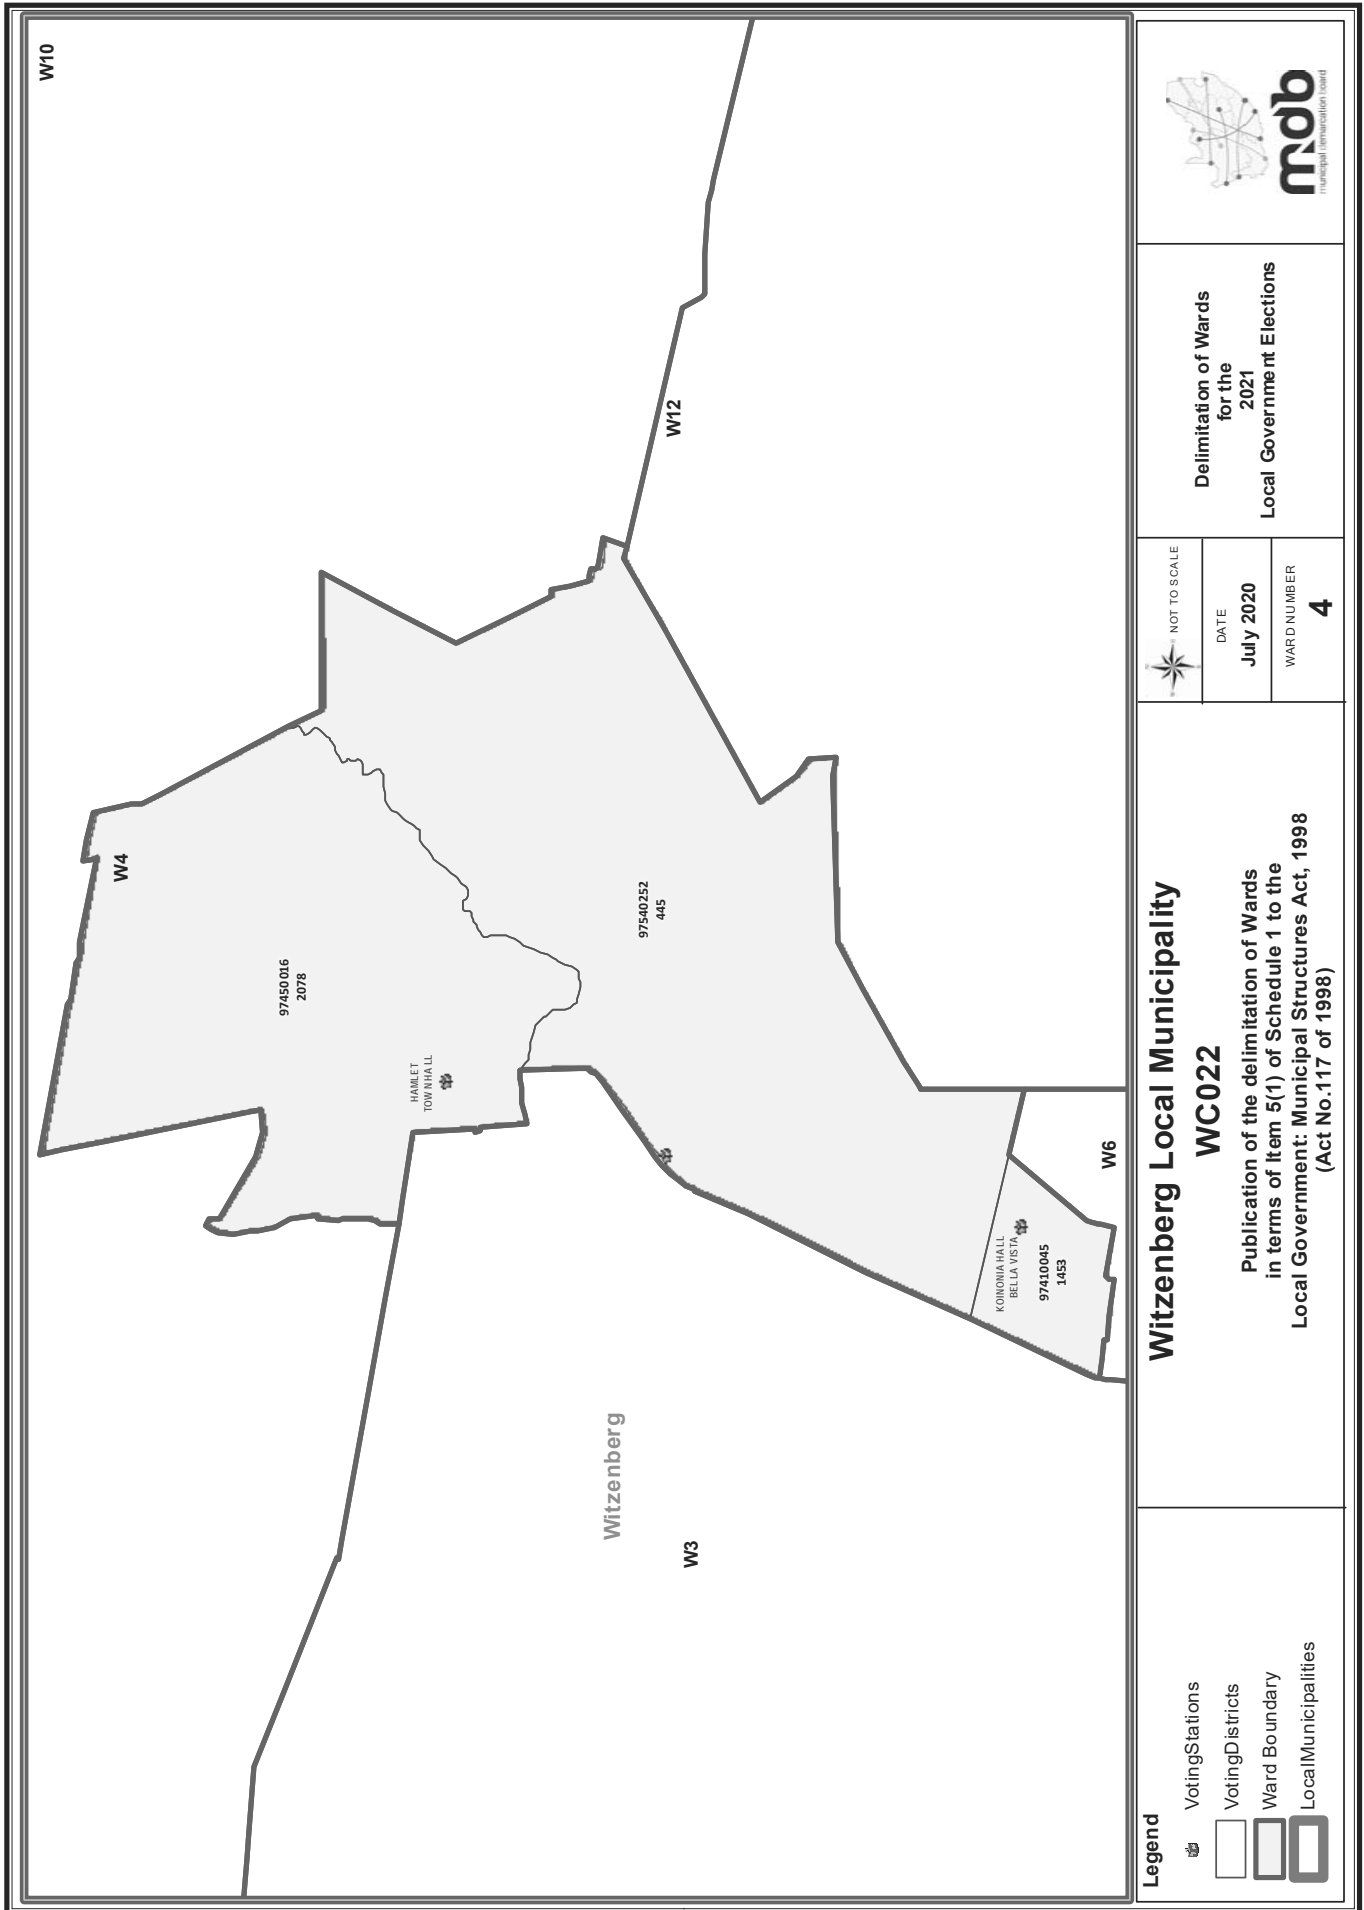 W10
W4
97450016
2078
HAMLET
TOWN HALL
W12
97540252
445
Witzenberg
W3
KOINONIA HALL
BELLA VISTA
97410045
1453
W6
Legend
VotingStations
VotingDistricts
Ward Boundary
LocalMunicipalities
Witzenberg Local Municipality
WC022
Publication of the delimitation of Wards
in terms of Item 5(1) of Schedule 1 to the
Local Government: Municipal Structures Act, 1998
(Act No.117 of 1998)
NOT TO SCALE
DATE
July 2020
WARD NUMBER
4
Delimitation of Wards
for the
2021
Local Government Elections
mdb
municipal demarcation board